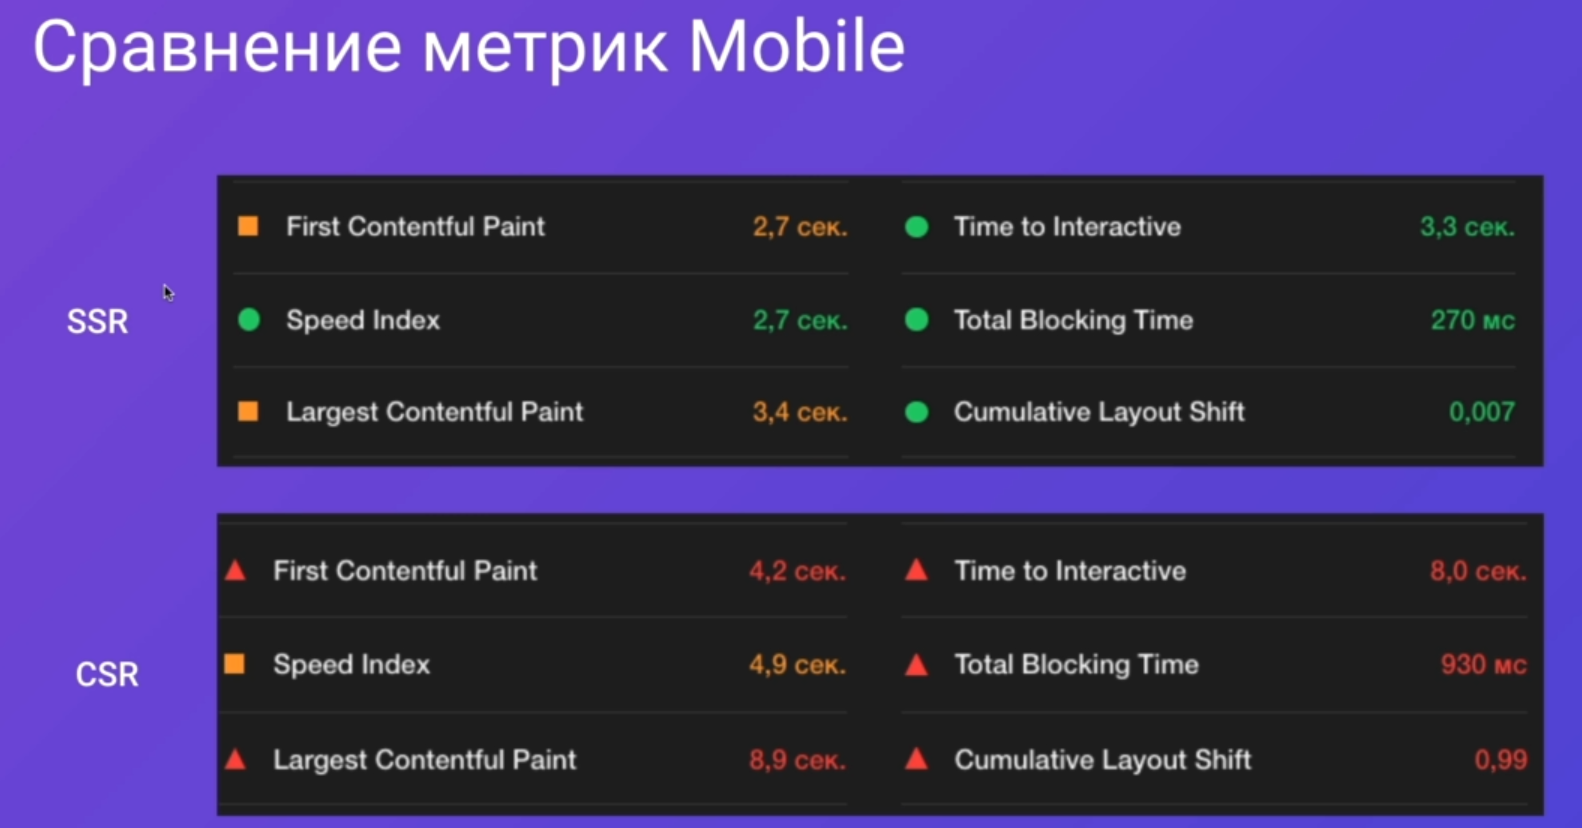 Сравнение метрик Mobile
SSR
First Contentful Paint 2,7 сек.
Time to Interactive 3,3 сек.
Speed Index 2,7 сек.
Total Blocking Time 270 мс
Largest Contentful Paint 3,4 сек.
Cumulative Layout Shift 0,007
CSR
First Contentful Paint 4,2 сек.
Time to Interactive 8,0 сек.
Speed Index 4,9 сек.
Total Blocking Time 930 мс
Largest Contentful Paint 8,9 сек.
Cumulative Layout Shift 0,99